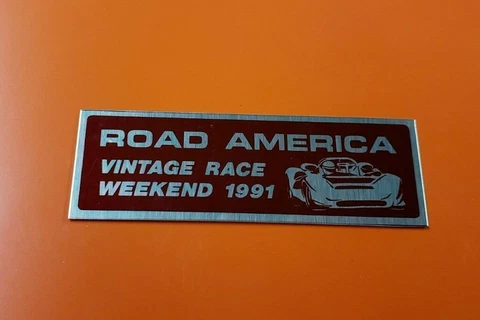 ROAD AMERICA
VINTAGE RACE
WEEKEND 1991